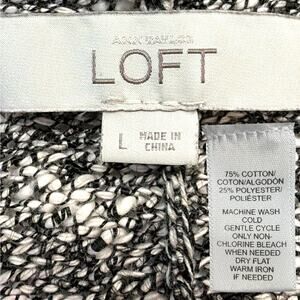 ANN TAYLOR
LOFT
L
MADE IN
CHINA
75% COTTON/
COTON/ALGODÓN
25% POLYESTER/
POLIÉSTER
MACHINE WASH
COLD
GENTLE CYCLE
ONLY NON-
CHLORINE BLEACH
WHEN NEEDED
DRY FLAT
WARM IRON
IF NEEDED